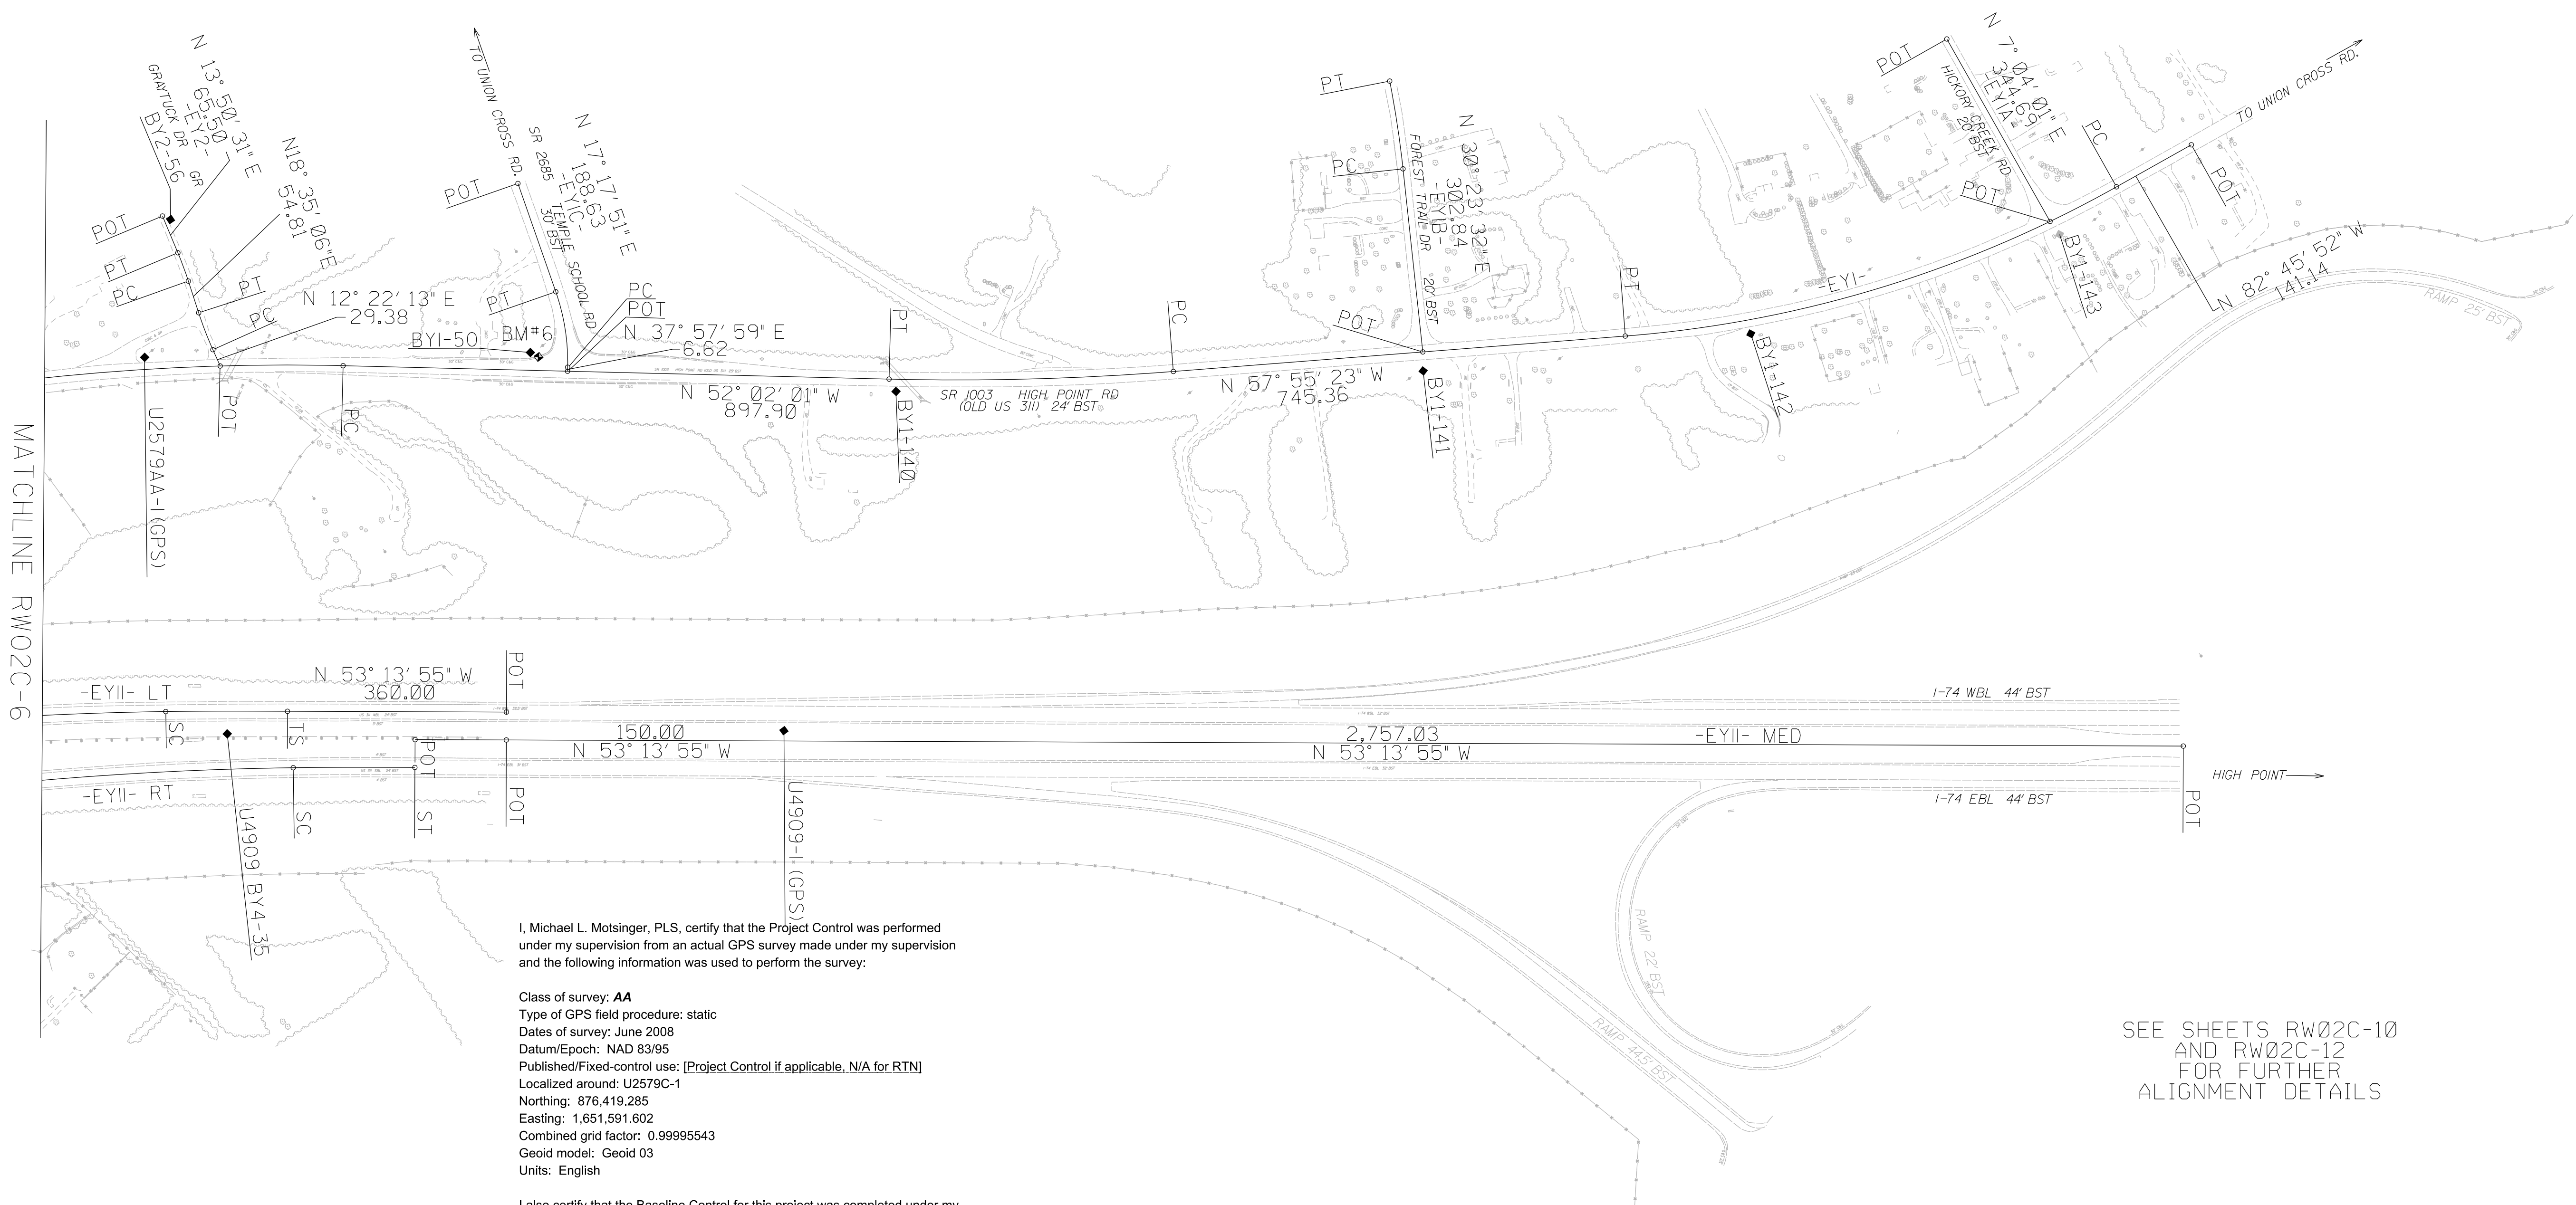 MATCHLINE RW02C-6
N 13° 50' 31" E
65.50
-EY2-
GRAYTUCK DR
GR
BY2-56
N18° 35' 06"E
54.81
POT
PT
PC
PT
PC
N 12° 22' 13" E
29.38
U2579AA-1(GPS)
POT
PC
TO UNION CROSS RD.
SR 2685 TEMPLE SCHOOL RD
30' BST
N 17° 17' 51" E
188.63
-EY1C-
POT
PT
BY1-50
BM#6
PC
POT
N 37° 57' 59" E
6.62
N 52° 02' 01" W
897.90
PT
BY1-140
SR 1003 HIGH POINT RD
(OLD US 311) 24' BST
PC
PT
PC
FOREST TRAIL DR 20' BST
N 30° 23' 32" E
302.84
-EY1B-
POT
N 57° 55' 23" W
745.36
BY1-141
PT
BY1-142
-EY1-
POT
N 7° 04' 01" E
344.69
-EY1A-
HICKORY CREEK RD
20' BST
POT
PC
POT
TO UNION CROSS RD.
BY1-143
N 82° 45' 52" W
141.14
RAMP 25' BST
-EY11- LT
N 53° 13' 55" W
360.00
POT
SC
TS
POT
150.00
N 53° 13' 55" W
2,757.03
N 53° 13' 55" W
-EY11- MED
I-74 WBL 44' BST
I-74 EBL 44' BST
HIGH POINT
POT
-EY11- RT
SC
ST
POT
U4909 BY4-35
U4909-1(GPS)
RAMP 22' BST
RAMP 44.5' BST
I, Michael L. Motsinger, PLS, certify that the Project Control was performed
under my supervision from an actual GPS survey made under my supervision
and the following information was used to perform the survey:
Class of survey: AA
Type of GPS field procedure: static
Dates of survey: June 2008
Datum/Epoch: NAD 83/95
Published/Fixed-control use: [Project Control if applicable, N/A for RTN]
Localized around: U2579C-1
Northing: 876,419.285
Easting: 1,651,591.602
Combined grid factor: 0.99995543
Geoid model: Geoid 03
Units: English
I also certify that the Baseline Control for this project was completed under my
SEE SHEETS RW02C-10
AND RW02C-12
FOR FURTHER
ALIGNMENT DETAILS